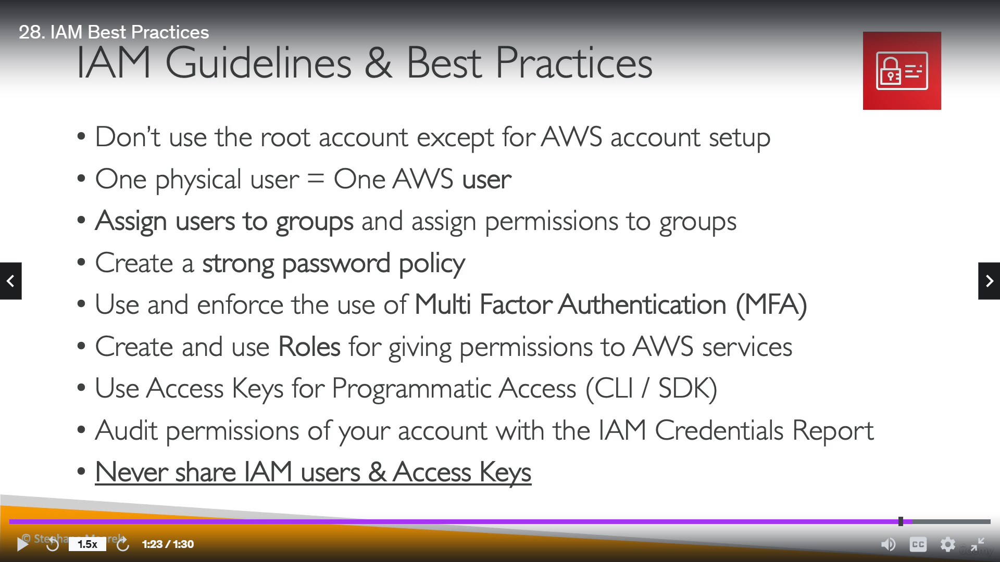 28. IAM Best Practices
IAM Guidelines & Best Practices
• Don't use the root account except for AWS account setup
• One physical user = One AWS user
• Assign users to groups and assign permissions to groups
• Create a strong password policy
• Use and enforce the use of Multi Factor Authentication (MFA)
• Create and use Roles for giving permissions to AWS services
• Use Access Keys for Programmatic Access (CLI / SDK)
• Audit permissions of your account with the IAM Credentials Report
• Never share IAM users & Access Keys
© Stephane Maarek
1.5x
1:23 / 1:30
CC
udemy